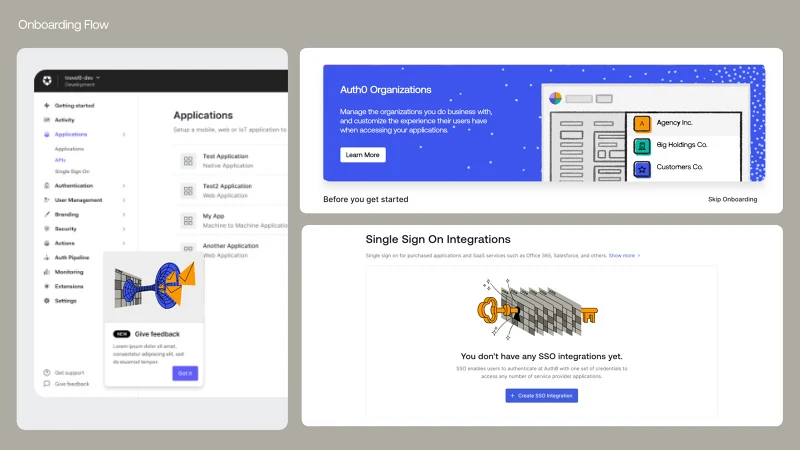 Onboarding Flow
travel0-dev
Development
Getting started
Activity
Applications
Applications
APIs
Single Sign On
Authentication
User Management
Branding
Security
Actions
Auth Pipeline
Monitoring
Extensions
Settings
Get support
Give feedback
Applications
Setup a mobile, web or IoT application to
Test Application
Native Application
Test2 Application
Web Application
My App
Machine to Machine Application
Another Application
Web Application
NEW
Give feedback
Lorem ipsum dolor sit amet,
consectetur adipiscing elit, sed
do eiusmod tempor.
Got it
Auth0 Organizations
Manage the organizations you do business with,
and customize the experience their users have
when accessing your applications.
Learn More
A
Agency Inc.
Big Holdings Co.
Customers Co.
Before you get started
Skip Onboarding
Single Sign On Integrations
Single sign on for purchased applications and SaaS services such as Office 365, Salesforce, and others. Show more >
You don't have any SSO integrations yet.
SSO enables users to authenticate at Auth0 with one set of credentials to
access any number of service provider applications.
+ Create SSO Integration